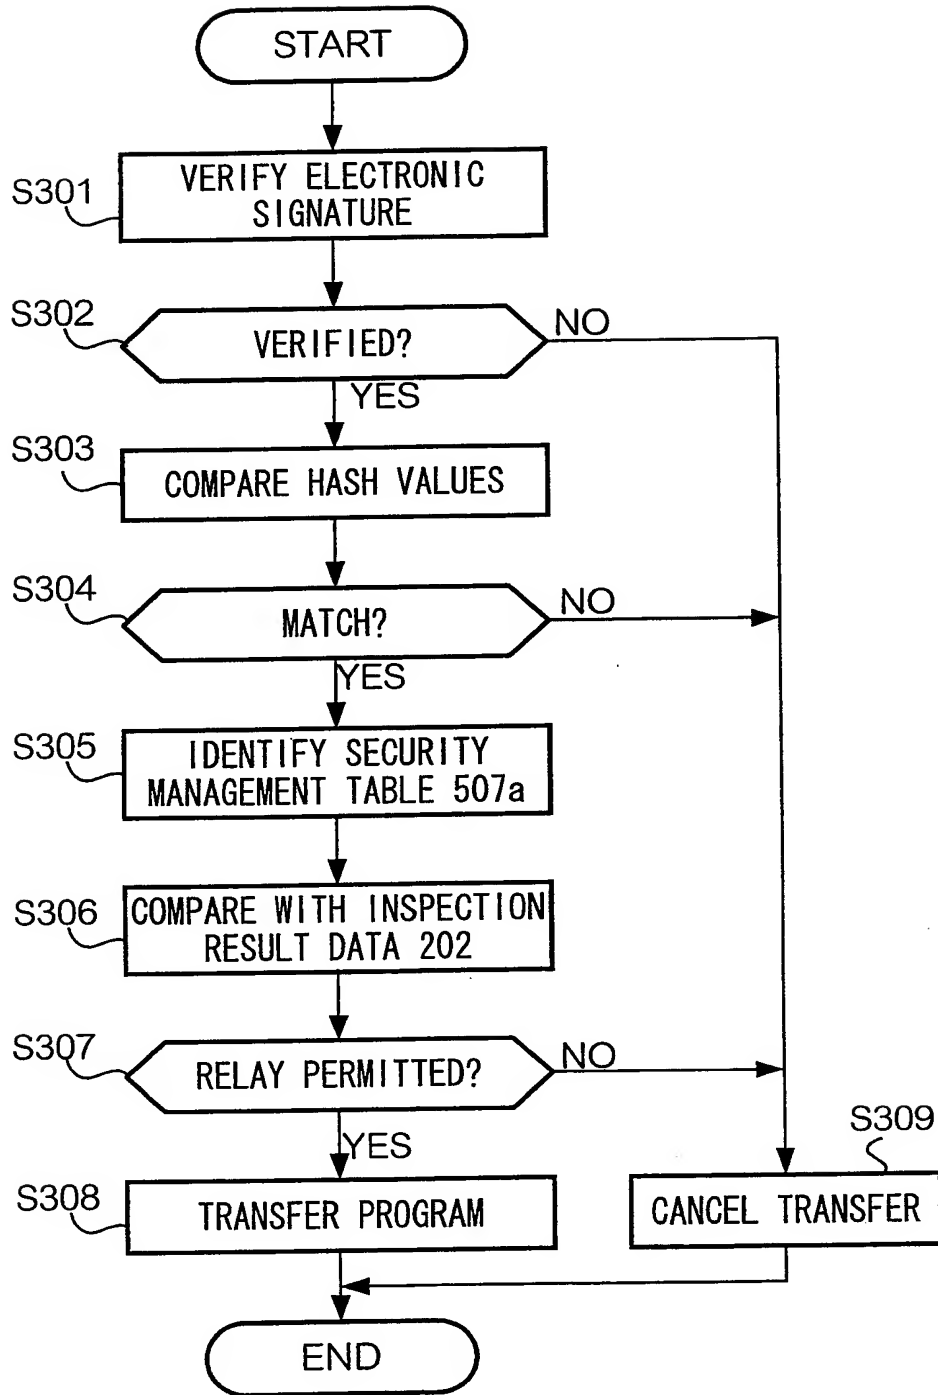 START
S301
VERIFY ELECTRONIC
SIGNATURE
S302
VERIFIED?
NO
YES
S303
COMPARE HASH VALUES
S304
MATCH?
NO
YES
S305
IDENTIFY SECURITY
MANAGEMENT TABLE 507a
S306
COMPARE WITH INSPECTION
RESULT DATA 202
S307
RELAY PERMITTED?
NO
YES
S309
S308
TRANSFER PROGRAM
CANCEL TRANSFER
END